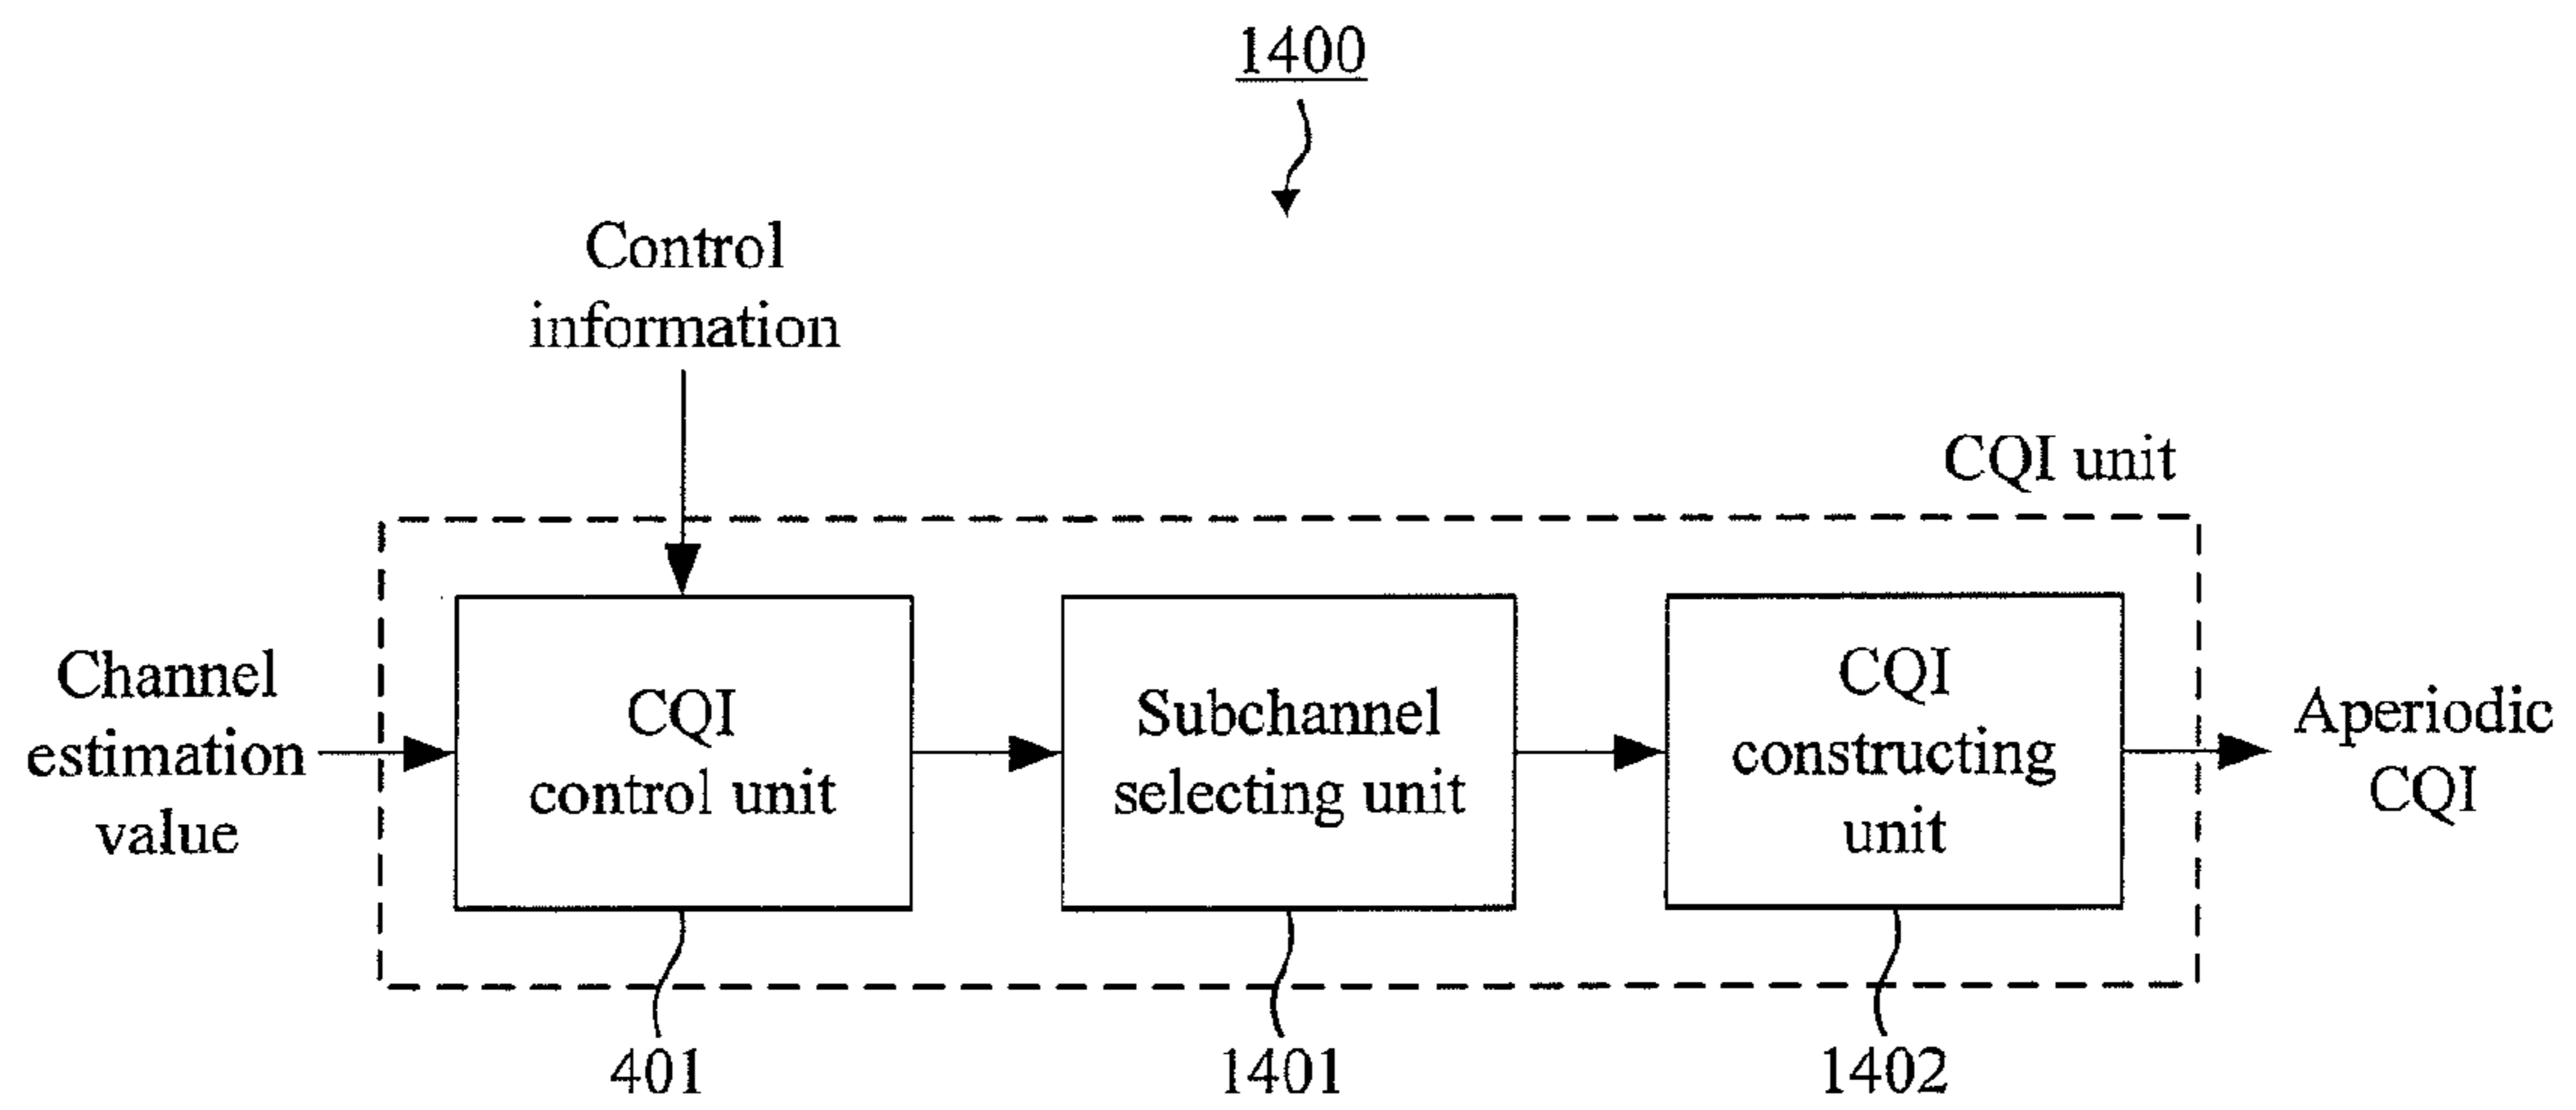 1400
Control
information
CQI unit
Channel
estimation
value
CQI
control unit
Subchannel
selecting unit
CQI
constructing
unit
Aperiodic
CQI
401
1401
1402